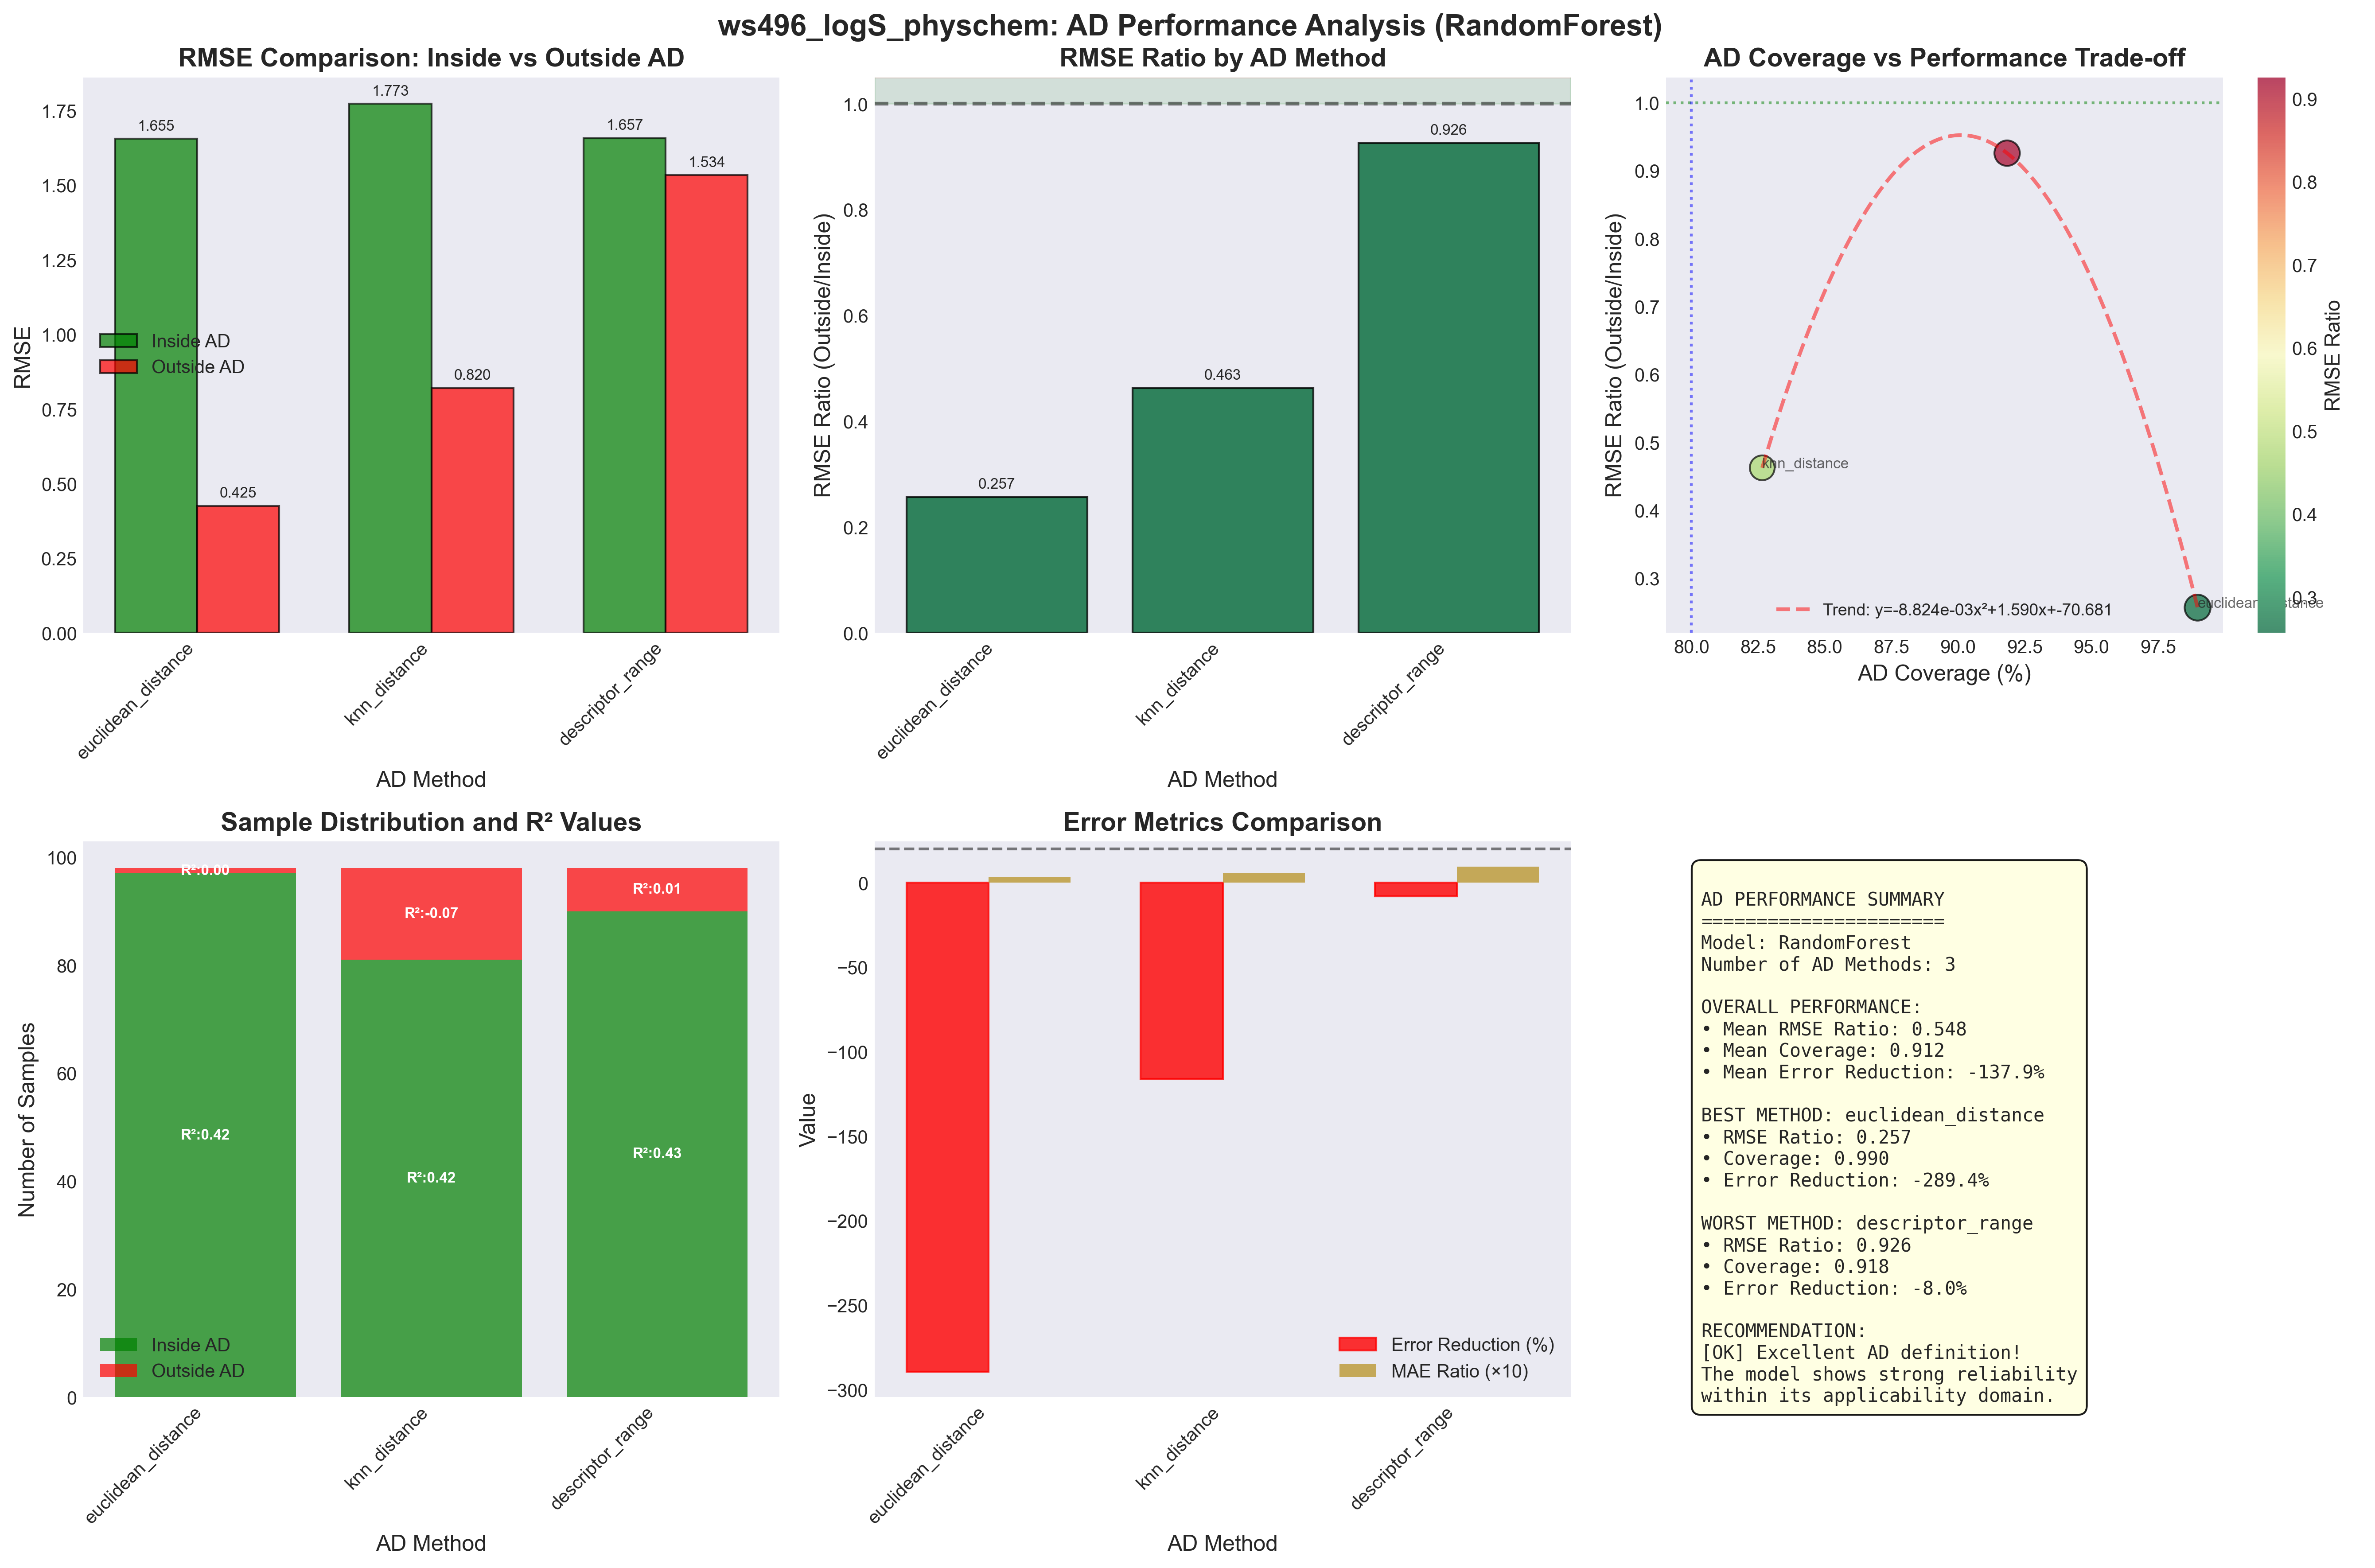 ws496_logS_physchem: AD Performance Analysis (RandomForest)
RMSE Comparison: Inside vs Outside AD
RMSE
1.75
1.50
1.25
1.00
0.75
0.50
0.25
0.00
1.655
0.425
1.773
0.820
1.657
1.534
Inside AD
Outside AD
euclidean_distance
knn_distance
descriptor_range
AD Method
RMSE Ratio by AD Method
RMSE Ratio (Outside/Inside)
1.0
0.8
0.6
0.4
0.2
0.0
0.257
0.463
0.926
euclidean_distance
knn_distance
descriptor_range
AD Method
AD Coverage vs Performance Trade-off
RMSE Ratio (Outside/Inside)
1.0
0.9
0.8
0.7
0.6
0.5
0.4
0.3
knn_distance
euclidean_distance
Trend: y=-8.824e-03x²+1.590x+-70.681
80.0 82.5 85.0 87.5 90.0 92.5 95.0 97.5
AD Coverage (%)
0.9
0.8
0.7
0.6
0.5
0.4
0.3
RMSE Ratio
Sample Distribution and R² Values
Number of Samples
100
80
60
40
20
0
R²:0.00
R²:0.42
R²:-0.07
R²:0.42
R²:0.01
R²:0.43
Inside AD
Outside AD
euclidean_distance
knn_distance
descriptor_range
AD Method
Error Metrics Comparison
Value
0
−50
−100
−150
−200
−250
−300
Error Reduction (%)
MAE Ratio (×10)
euclidean_distance
knn_distance
descriptor_range
AD Method
AD PERFORMANCE SUMMARY
======================
Model: RandomForest
Number of AD Methods: 3
OVERALL PERFORMANCE:
• Mean RMSE Ratio: 0.548
• Mean Coverage: 0.912
• Mean Error Reduction: -137.9%
BEST METHOD: euclidean_distance
• RMSE Ratio: 0.257
• Coverage: 0.990
• Error Reduction: -289.4%
WORST METHOD: descriptor_range
• RMSE Ratio: 0.926
• Coverage: 0.918
• Error Reduction: -8.0%
RECOMMENDATION:
[OK] Excellent AD definition!
The model shows strong reliability
within its applicability domain.